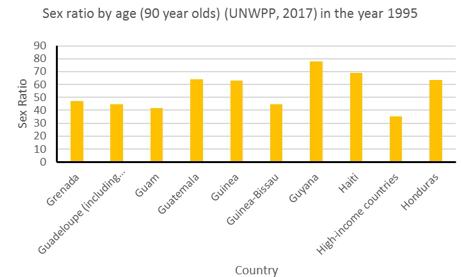 Sex ratio by age (90 year olds) (UNWPP, 2017) in the year 1995
Sex Ratio
90
80
70
60
50
40
30
20
10
0
Grenada
Guadeloupe (including...
Guam
Guatemala
Guinea
Guinea-Bissau
Guyana
Haiti
High-income countries
Honduras
Country